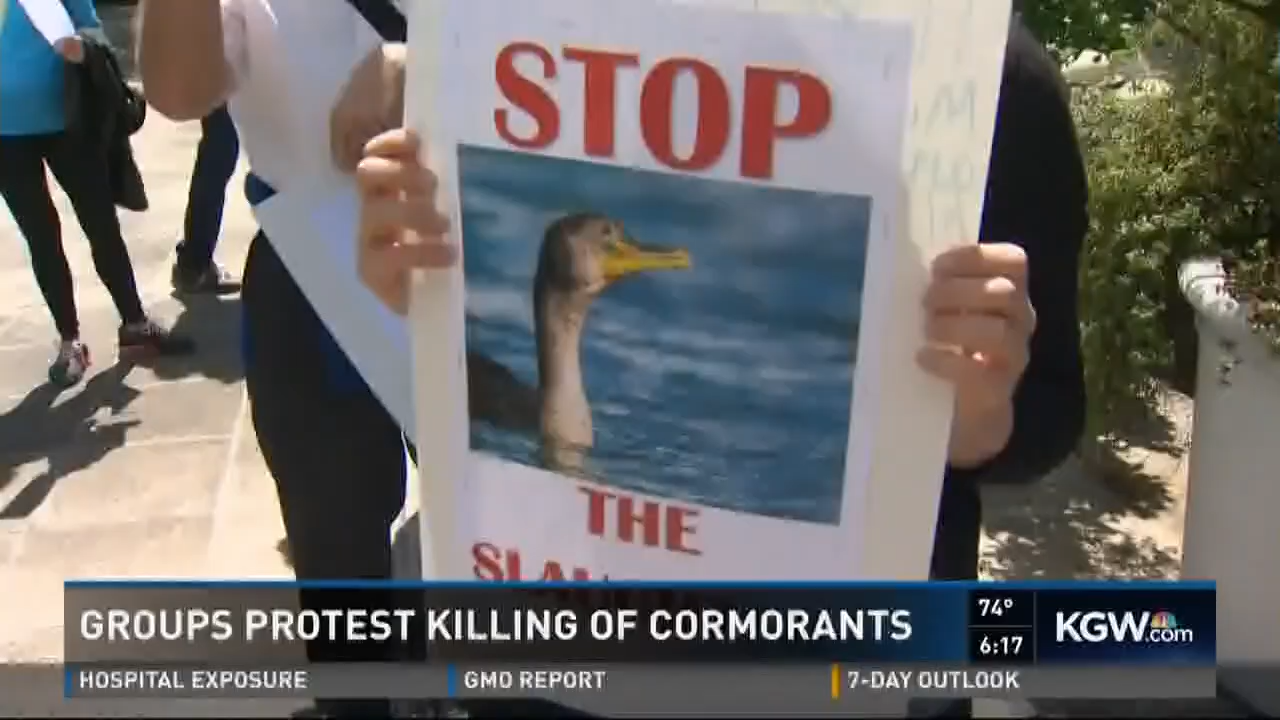 STOP
THE
GROUPS PROTEST KILLING OF CORMORANTS
74°
6:17
KGW.com
HOSPITAL EXPOSURE
GMO REPORT
7-DAY OUTLOOK